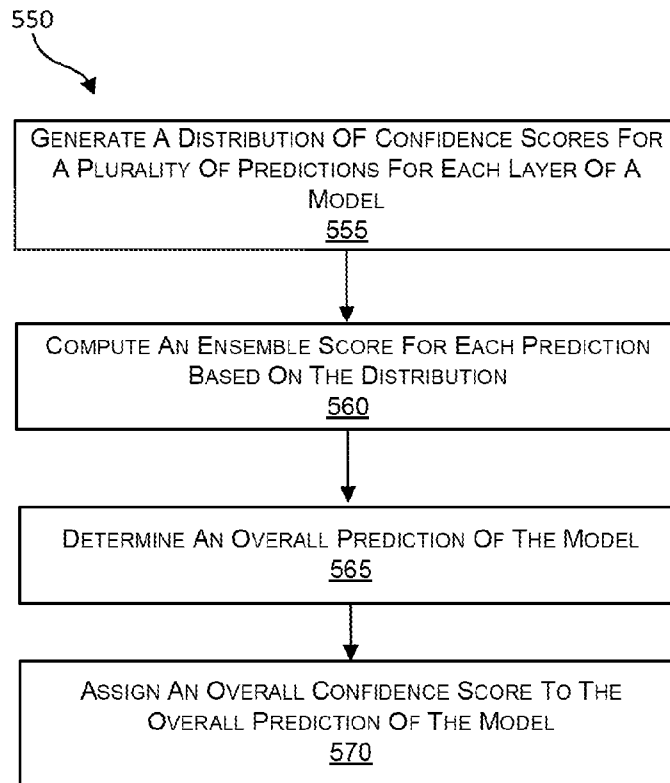 550
GENERATE A DISTRIBUTION OF CONFIDENCE SCORES FOR
A PLURALITY OF PREDICTIONS FOR EACH LAYER OF A
MODEL
555
COMPUTE AN ENSEMBLE SCORE FOR EACH PREDICTION
BASED ON THE DISTRIBUTION
560
DETERMINE AN OVERALL PREDICTION OF THE MODEL
565
ASSIGN AN OVERALL CONFIDENCE SCORE TO THE
OVERALL PREDICTION OF THE MODEL
570